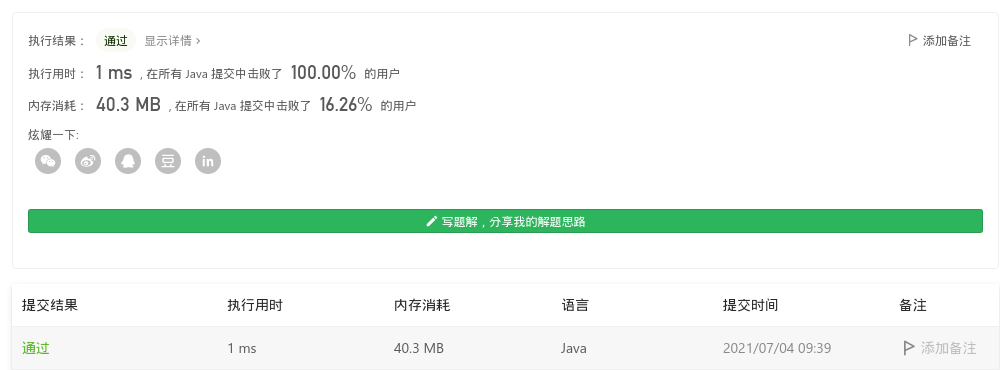 执行结果： 通过 显示详情 › 添加备注
执行用时： 1 ms , 在所有 Java 提交中击败了 100.00% 的用户
内存消耗： 40.3 MB , 在所有 Java 提交中击败了 16.26% 的用户
炫耀一下:
写题解，分享我的解题思路
提交结果 执行用时 内存消耗 语言 提交时间 备注
通过 1 ms 40.3 MB Java 2021/07/04 09:39 添加备注